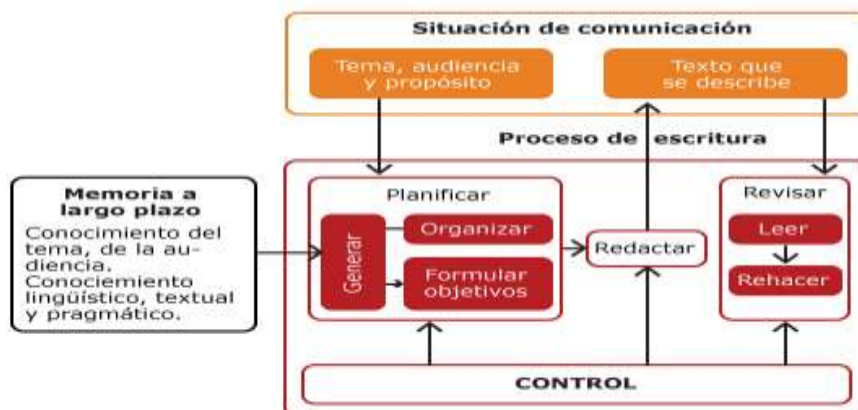 Situación de comunicación
Tema, audiencia
y propósito
Texto que
se describe
Proceso de escritura
Memoria a
largo plazo
Conocimiento del
tema, de la au-
diencia.
Conociemiento
lingüístico, textual
y pragmático.
Planificar
Generar
Organizar
Formular
objetivos
Redactar
Revisar
Leer
Rehacer
CONTROL